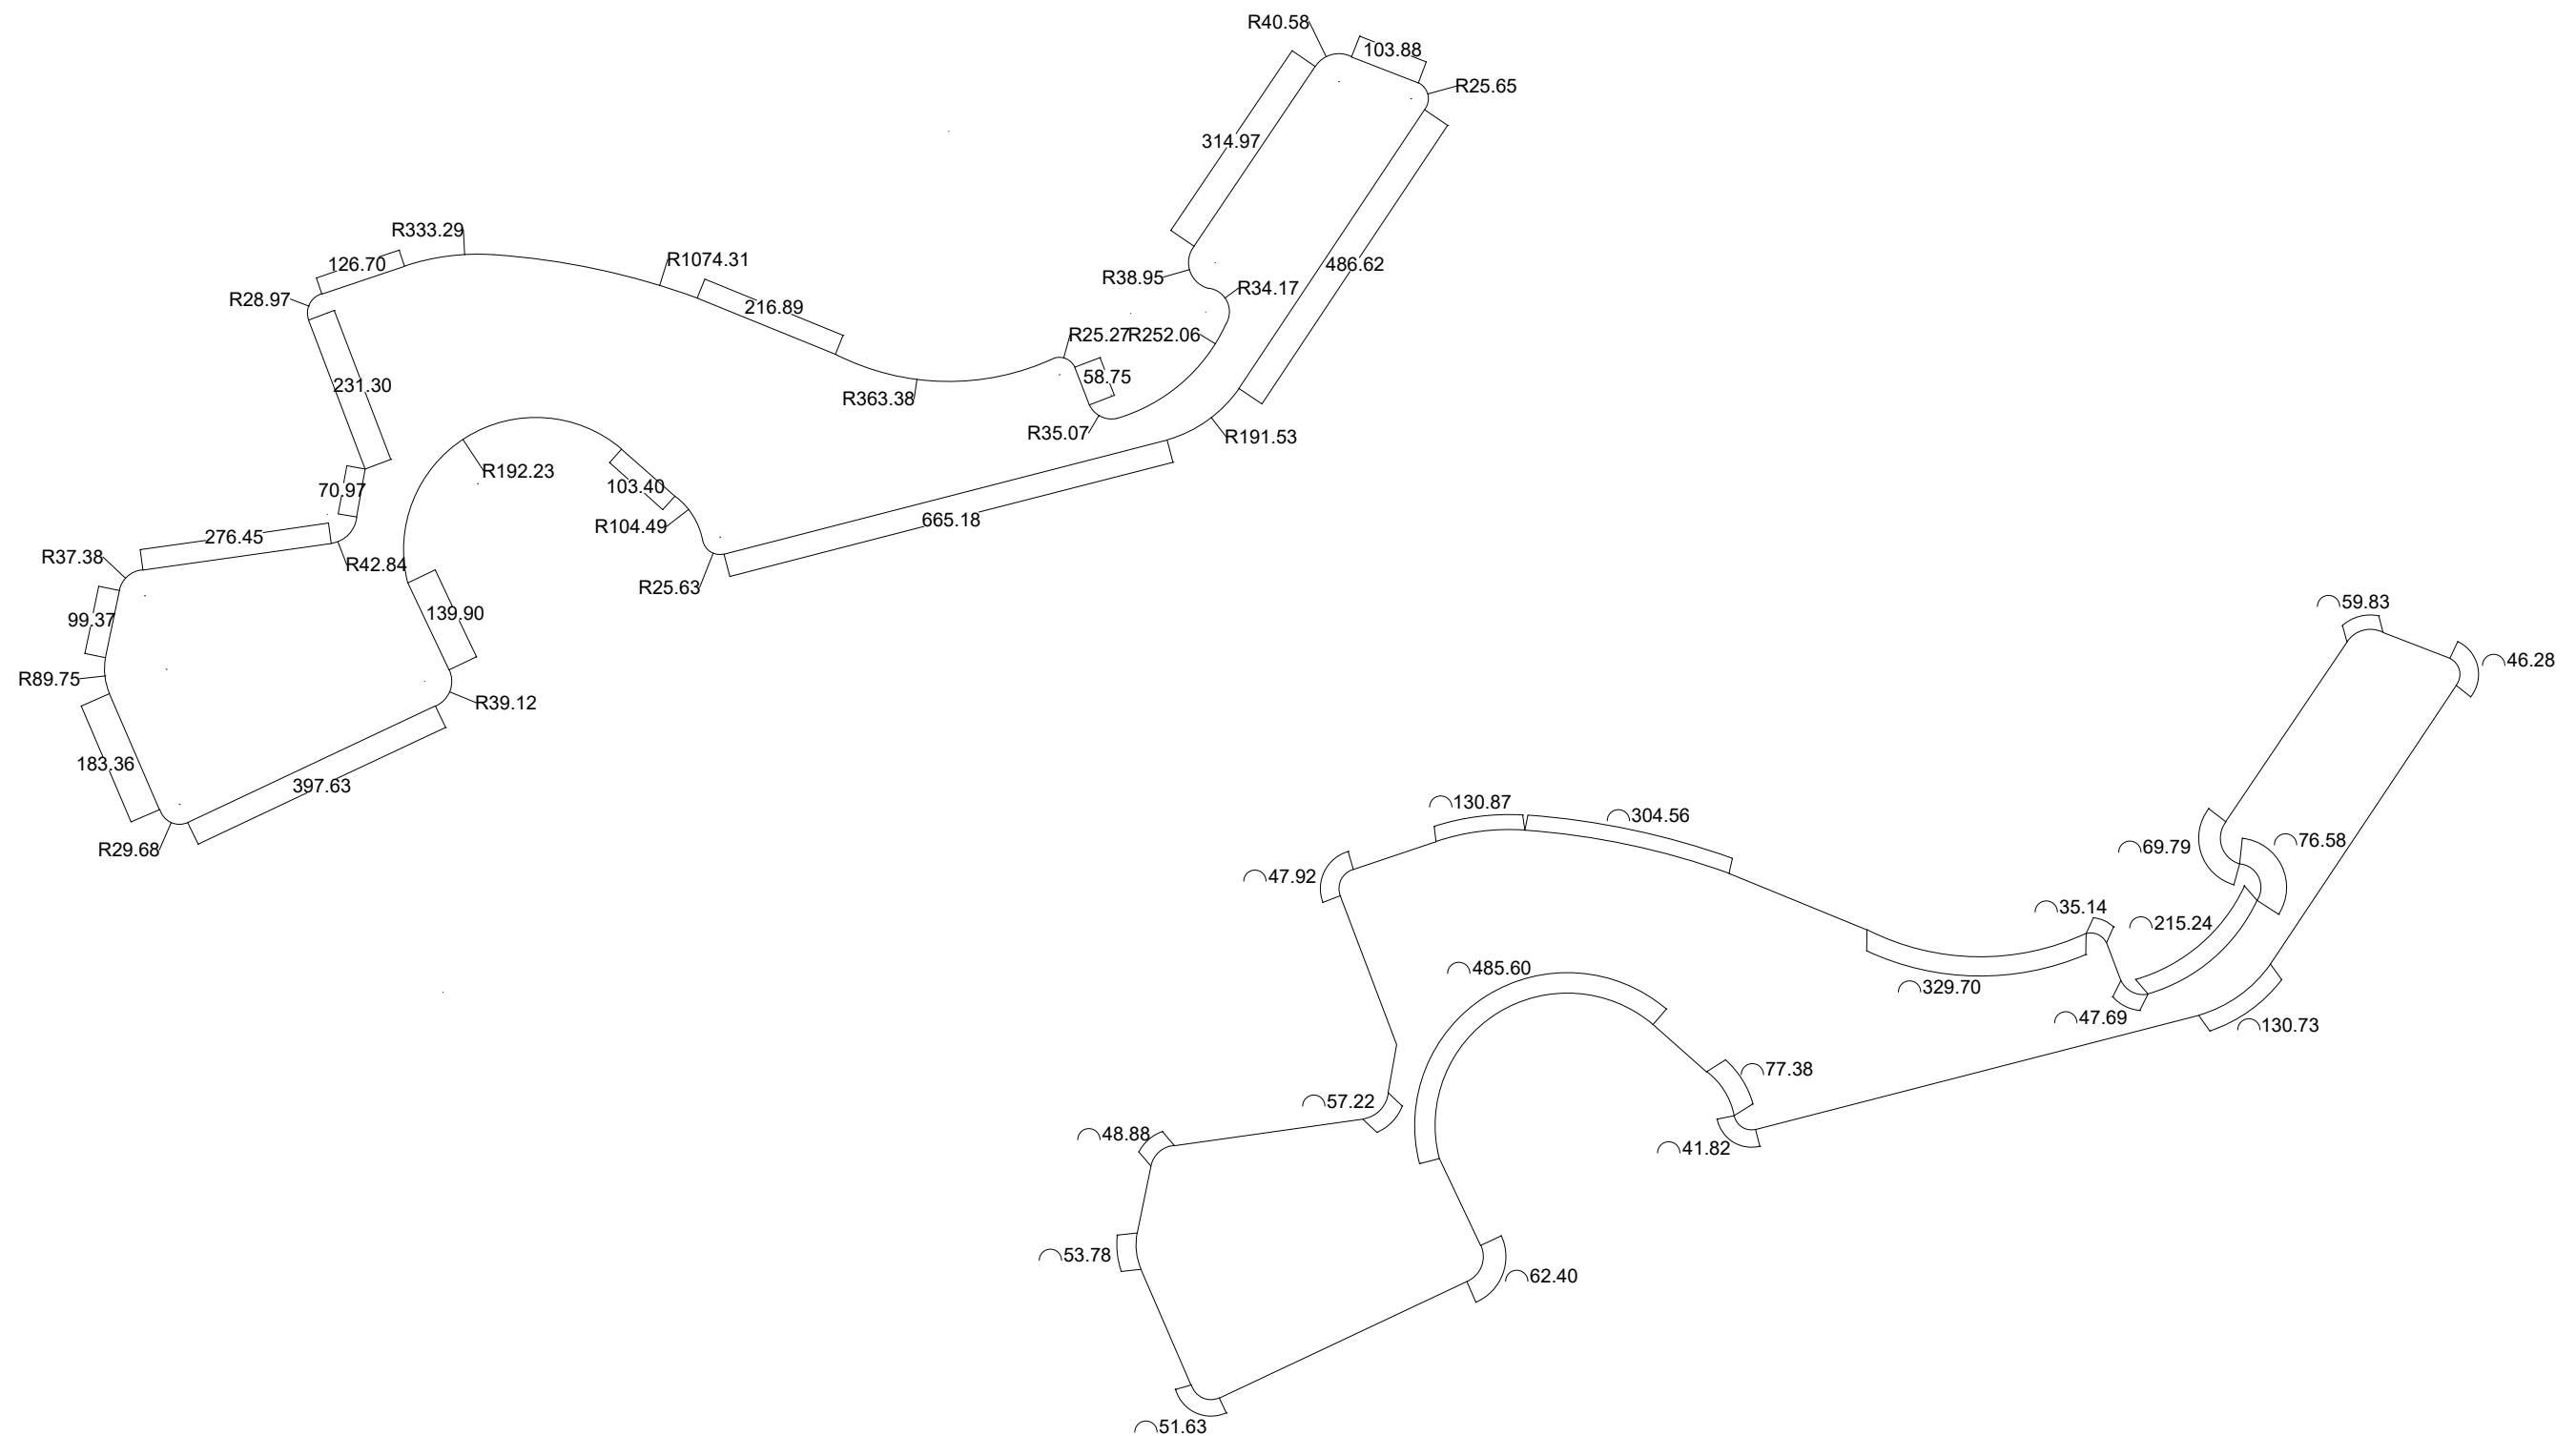 R40.58
103.88
R25.65
314.97
R333.29
R1074.31
126.70
486.62
R38.95
R34.17
R28.97
216.89
R25.27
R252.06
58.75
231.30
R363.38
R35.07
R191.53
R192.23
70.97
103.40
665.18
276.45
R104.49
R37.38
R42.84
R25.63
99.37
139.90
R89.75
R39.12
183.36
397.63
R29.68
⌒59.83
⌒46.28
⌒130.87
⌒304.56
⌒76.58
⌒69.79
⌒47.92
⌒35.14
⌒215.24
⌒485.60
⌒329.70
⌒47.69
⌒130.73
⌒77.38
⌒57.22
⌒48.88
⌒41.82
⌒53.78
⌒62.40
⌒51.63